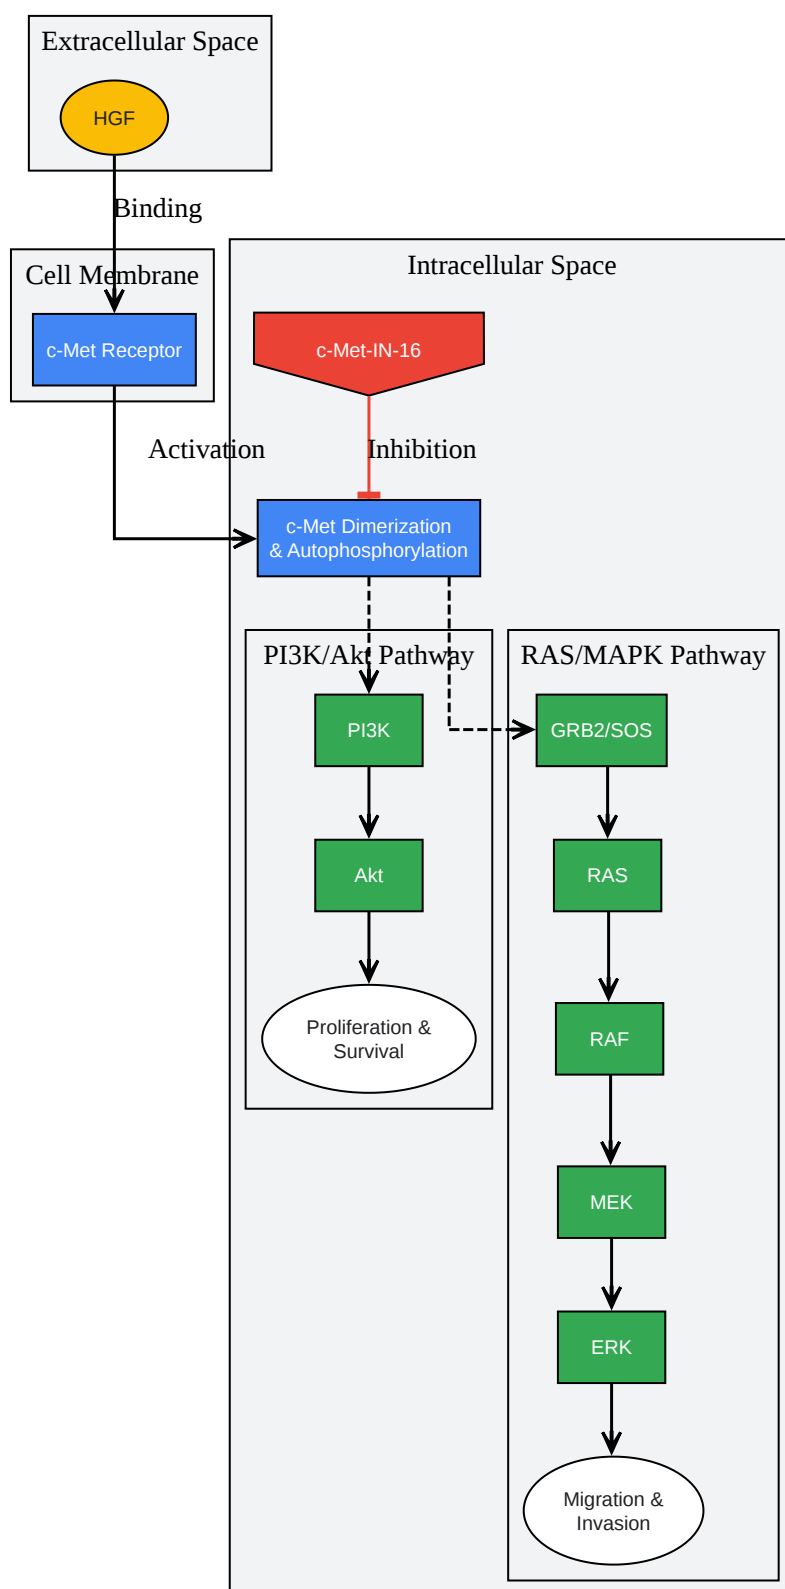 Extracellular Space
HGF
Binding
Cell Membrane
c-Met Receptor
Intracellular Space
c-Met-IN-16
Activation
Inhibition
c-Met Dimerization
& Autophosphorylation
PI3K/Akt Pathway
PI3K
Akt
Proliferation &
Survival
RAS/MAPK Pathway
GRB2/SOS
RAS
RAF
MEK
ERK
Migration &
Invasion